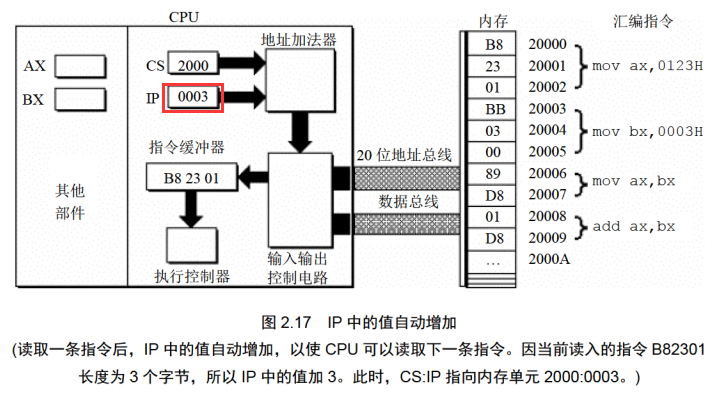 CPU
内存
汇编指令
地址加法器
AX
BX
CS 2000
IP 0003
指令缓冲器
B8 23 01
其他
部件
执行控制器
输入输出
控制电路
20 位地址总线
数据总线
B8 20000
23 20001
01 20002
mov ax,0123H
BB 20003
03 20004
00 20005
mov bx,0003H
89 20006
D8 20007
mov ax,bx
01 20008
D8 20009
add ax,bx
… 2000A
图 2.17 IP 中的值自动增加
(读取一条指令后，IP 中的值自动增加，以使 CPU 可以读取下一条指令。因当前读入的指令 B82301
长度为 3 个字节，所以 IP 中的值加 3。此时，CS:IP 指向内存单元 2000:0003。)